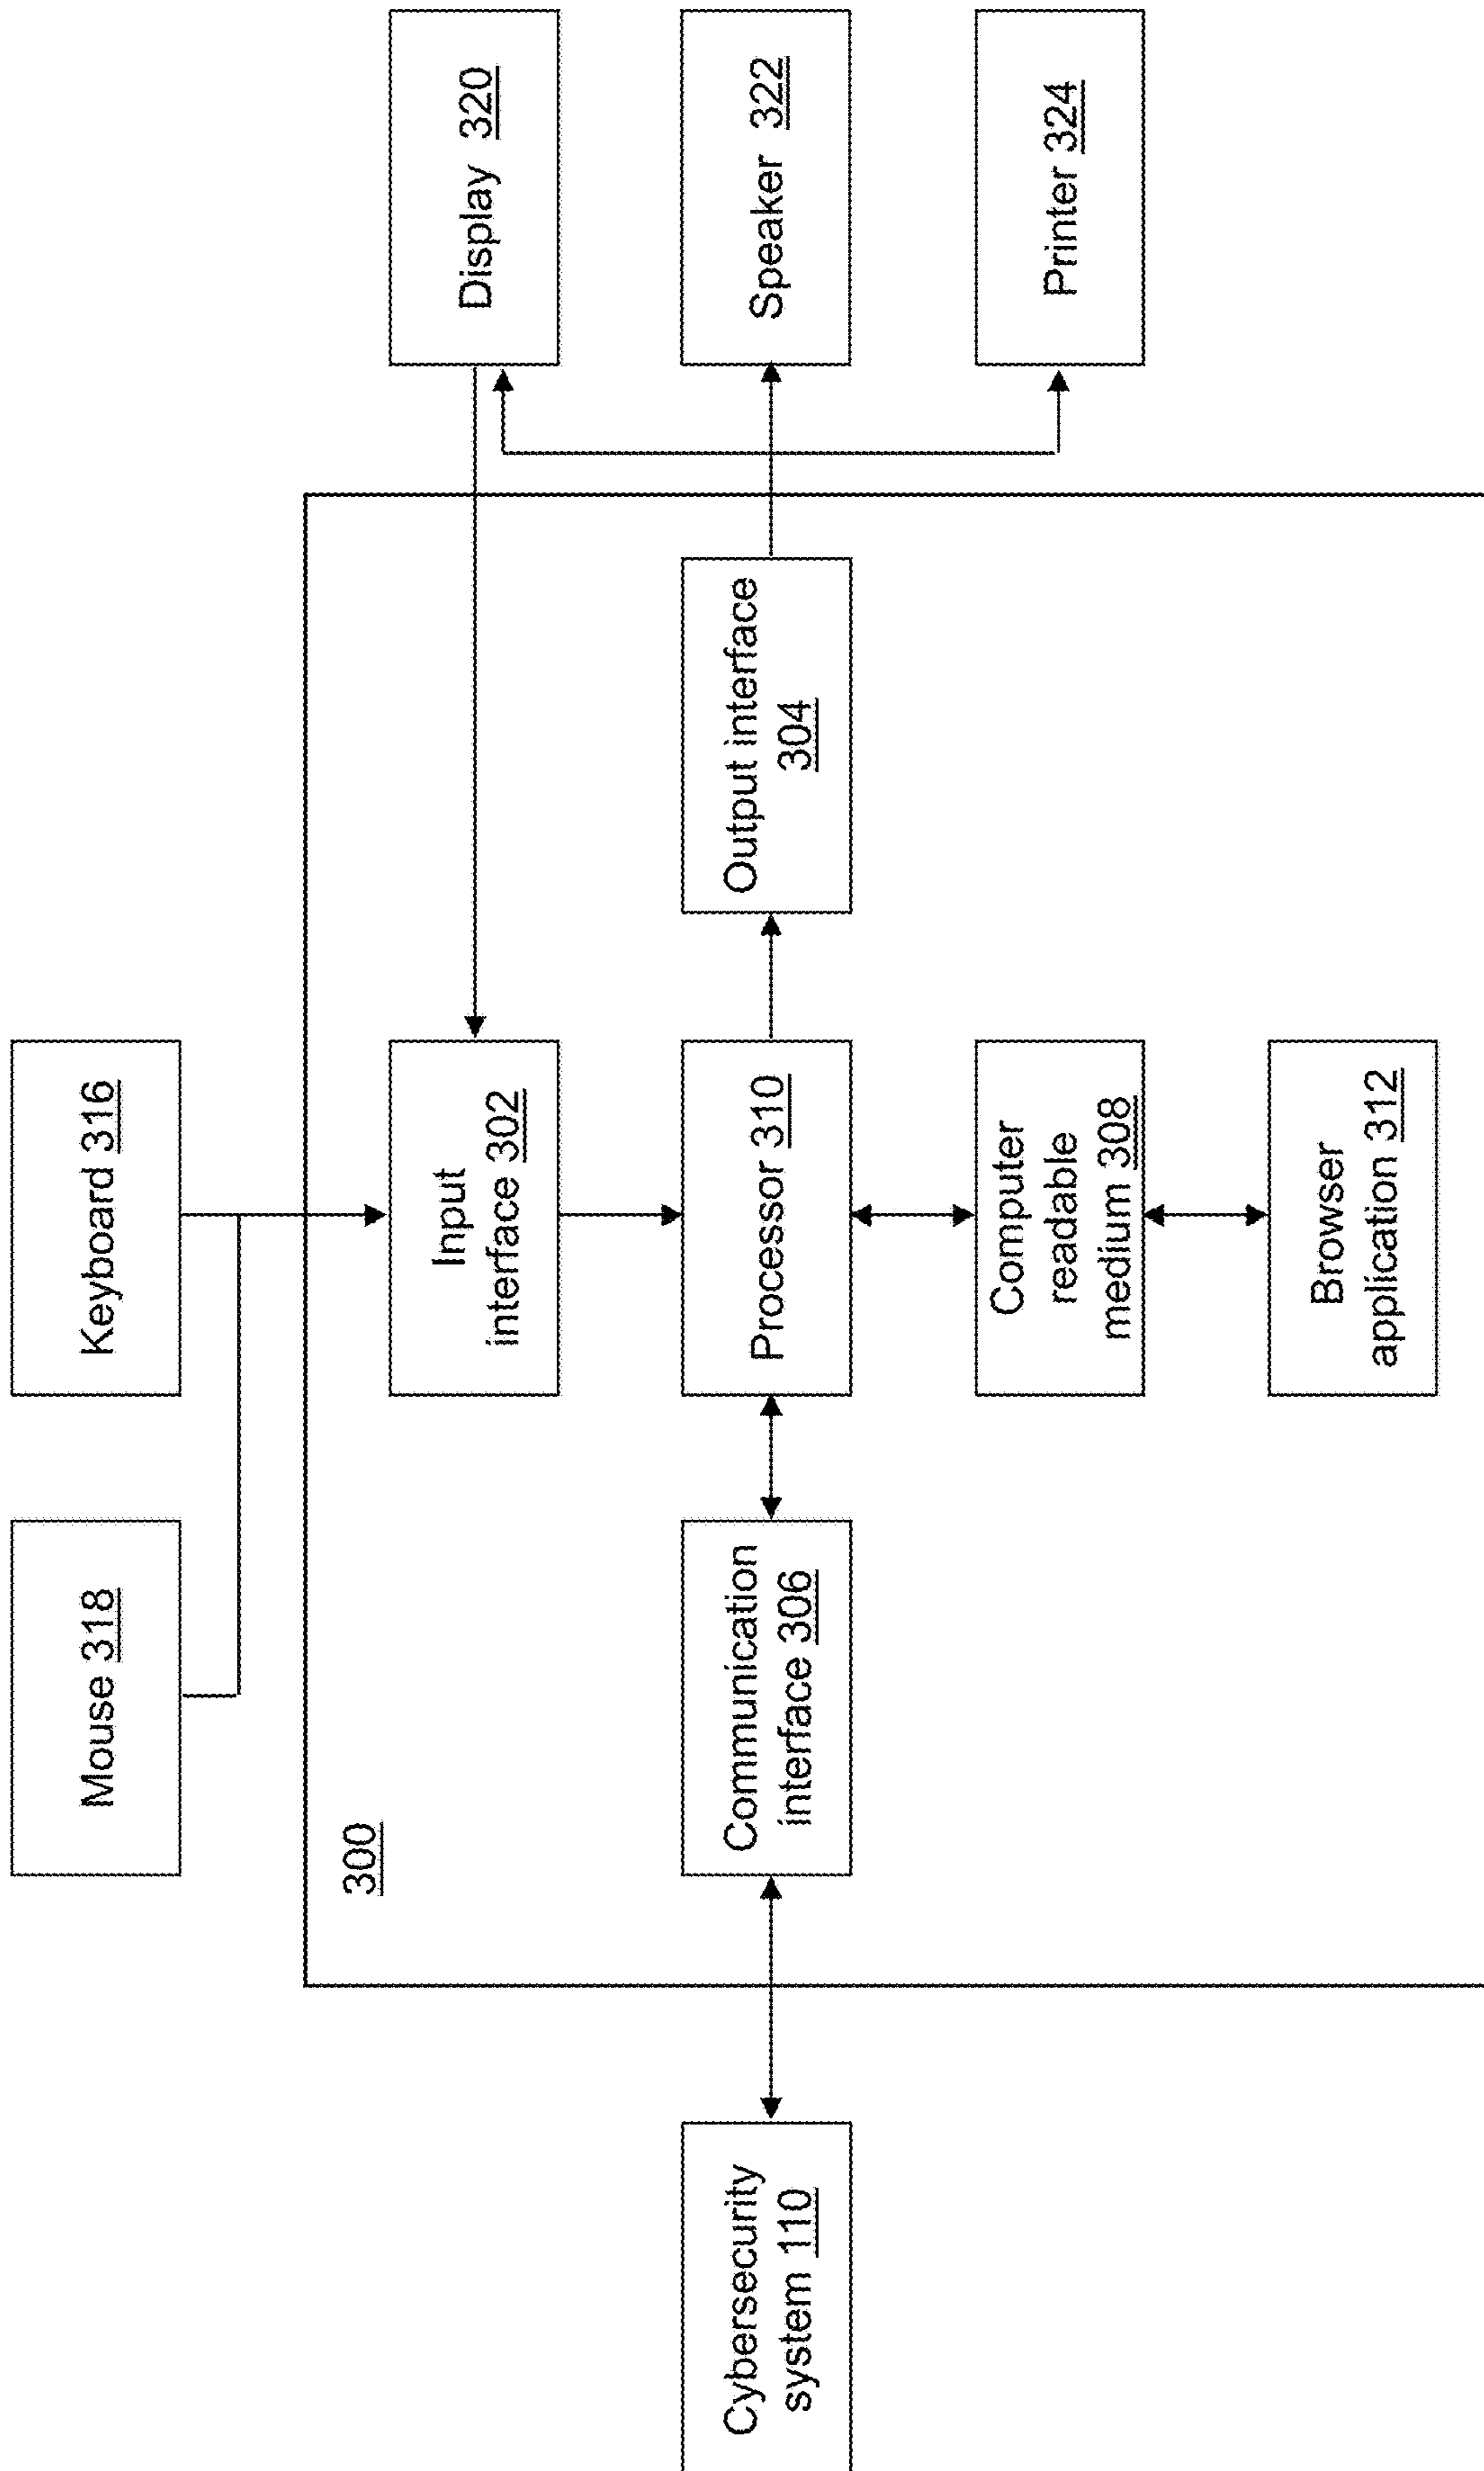 Mouse 318
Keyboard 316
300
Input
interface 302
Display 320
Cybersecurity
system 110
Communication
interface 306
Processor 310
Output interface
304
Speaker 322
Computer
readable
medium 308
Printer 324
Browser
application 312